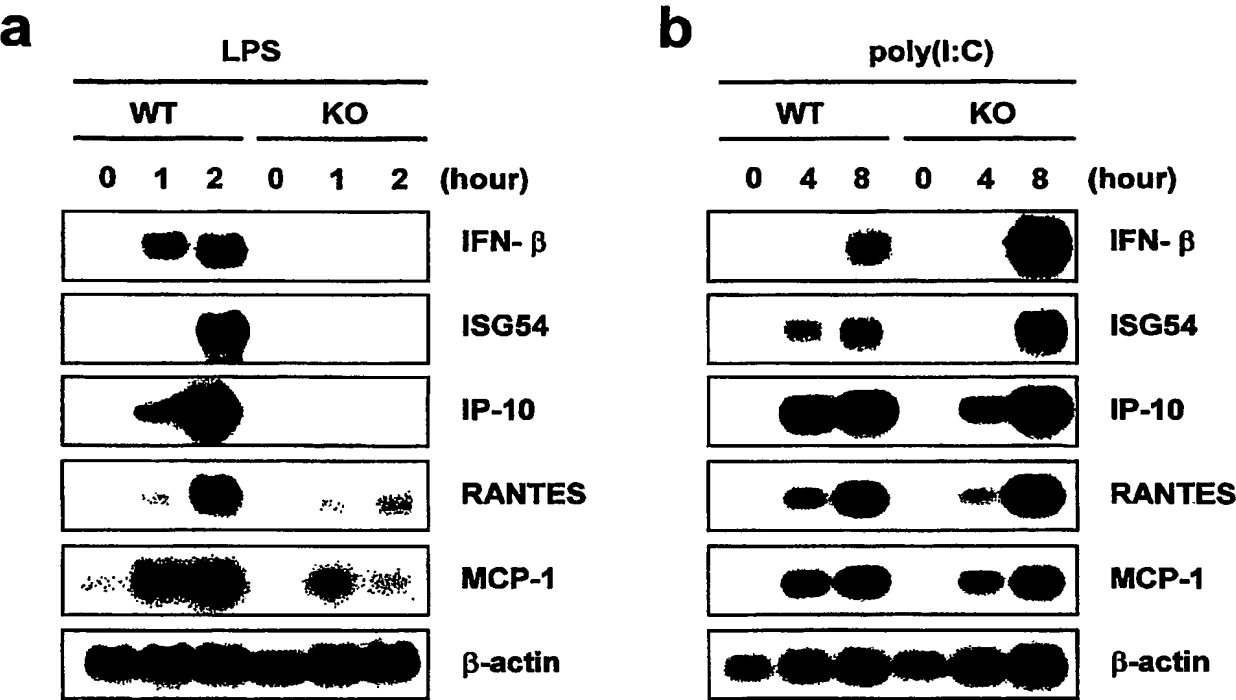 a
LPS
WT KO
0 1 2 0 1 2 (hour)
IFN- β
ISG54
IP-10
RANTES
MCP-1
β-actin
b
poly(I:C)
WT KO
0 4 8 0 4 8 (hour)
IFN- β
ISG54
IP-10
RANTES
MCP-1
β-actin